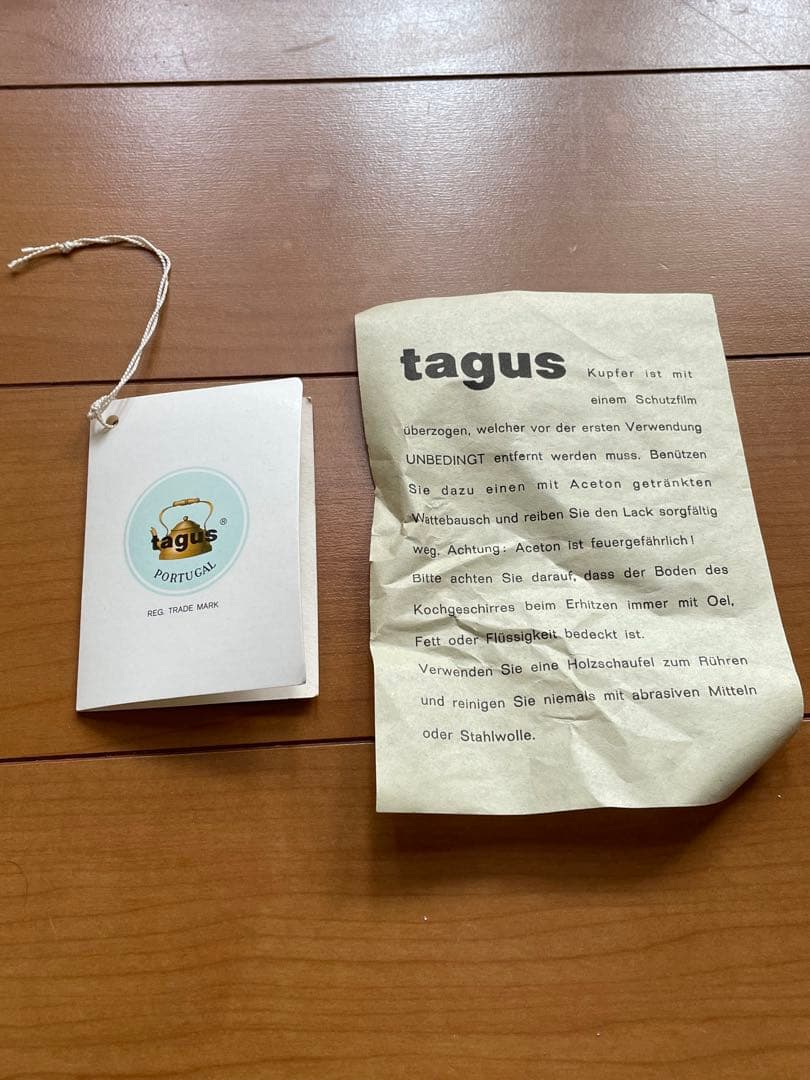 tagus
®
PORTUGAL
REG. TRADE MARK
tagus Kupfer ist mit
einem Schutzfilm
überzogen, welcher vor der ersten Verwendung
UNBEDINGT entfernt werden muss. Benützen
Sie dazu einen mit Aceton getränkten
Wattebausch und reiben Sie den Lack sorgfältig
weg. Achtung: Aceton ist feuergefährlich!
Bitte achten Sie darauf, dass der Boden des
Kochgeschirres beim Erhitzen immer mit Oel,
Fett oder Flüssigkeit bedeckt ist.
Verwenden Sie eine Holzschaufel zum Rühren
und reinigen Sie niemals mit abrasiven Mitteln
oder Stahlwolle.